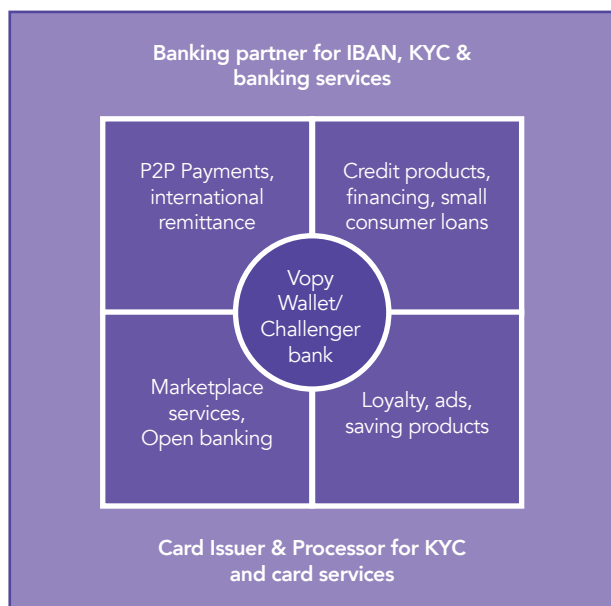 Banking partner for IBAN, KYC &
banking services
P2P Payments,
international
remittance
Credit products,
financing, small
consumer loans
Vopy
Wallet/
Challenger
bank
Marketplace
services,
Open banking
Loyalty, ads,
saving products
Card Issuer & Processor for KYC
and card services